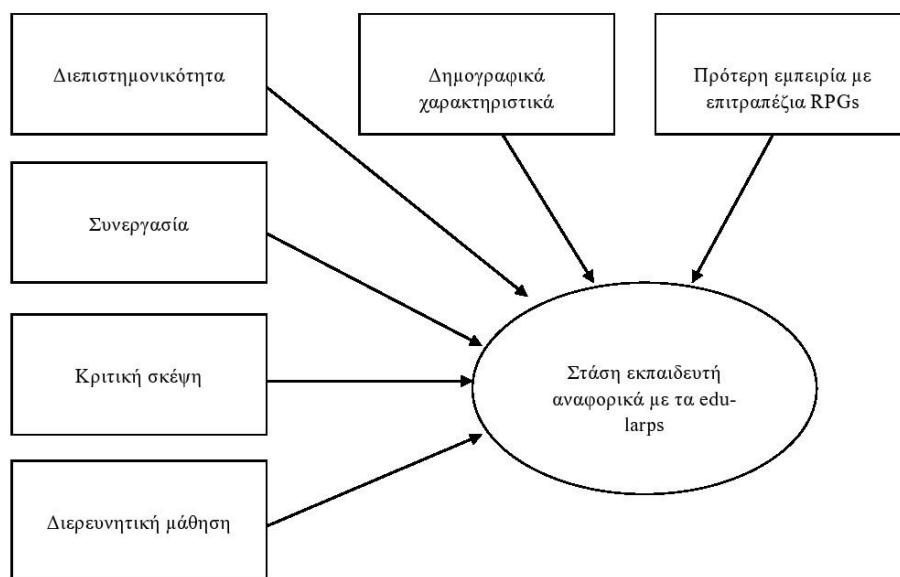 Διεπιστημονικότητα
Δημογραφικά
χαρακτηριστικά
Πρότερη εμπειρία με
επιτραπέζια RPGs
Συνεργασία
Κριτική σκέψη
Διερευνητική μάθηση
Στάση εκπαιδευτή
αναφορικά με τα edu-
larps